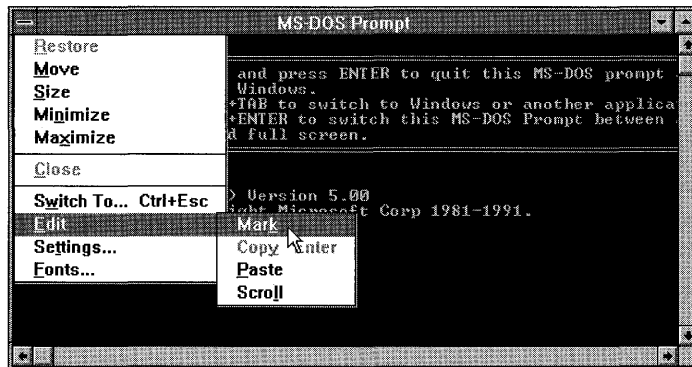 MS-DOS Prompt
Restore
Move
Size
Minimize
Maximize
Close
Switch To... Ctrl+Esc
Edit
Settings...
Fonts...
Mark
Copy Enter
Paste
Scroll
and press ENTER to quit this MS-DOS prompt
Windows.
+TAB to switch to Windows or another applica
+ENTER to switch this MS-DOS Prompt between
d full screen.
) Version 5.00
Microsoft Corp 1981-1991.